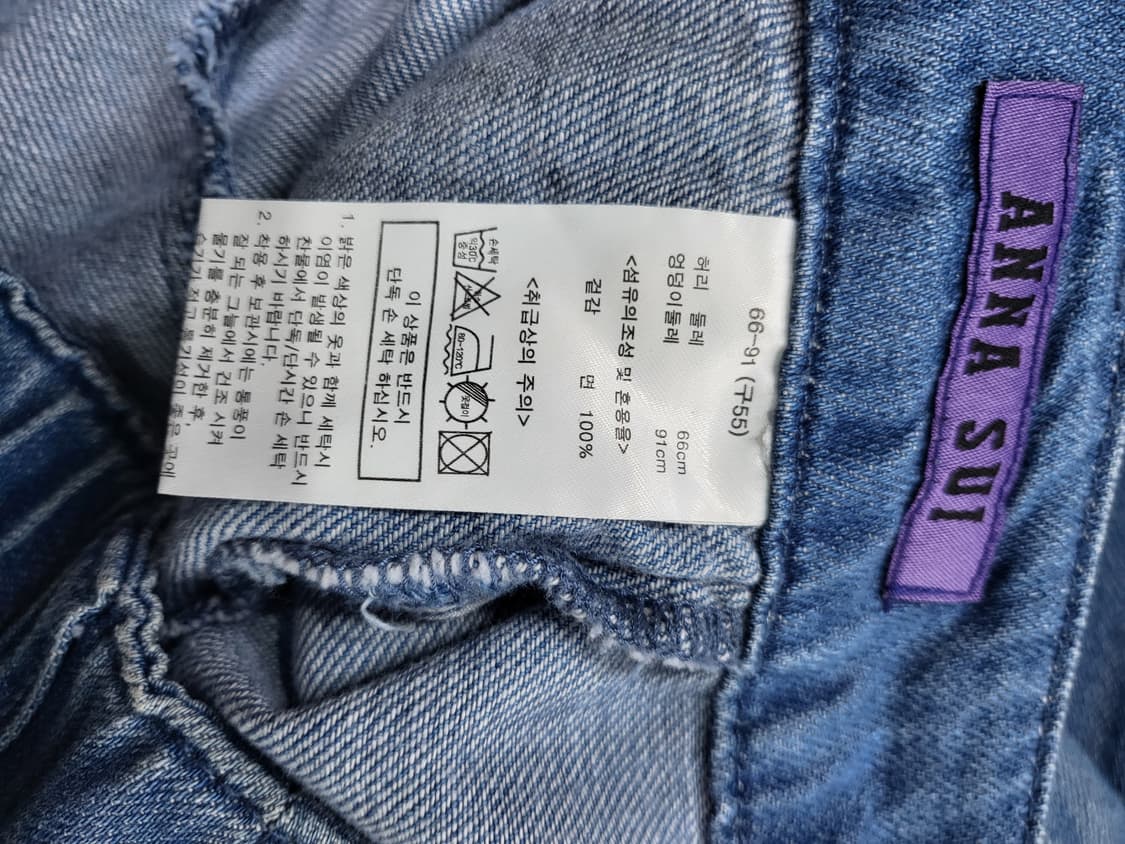 ANNA SUI
66-91 (구55)
허리 둘레 66cm
엉덩이둘레 91cm
<섬유의조성 및 혼용율>
겉감 면 100%
<취급상의 주의>
손세탁
약30℃
중성
80~120℃
옷걸이
이 상품은 반드시
단독 손 세탁 하십시오.
1. 밝은 색상의 옷과 함께 세탁시
이염이 발생될 수 있으니 반드시
찬물에서 단독 단시간 손 세탁
하시기 바랍니다.
2. 착용 후 보관시에는 통풍이
잘 되는 그늘에서 건조 시켜
물기를 충분히 제거한 후,